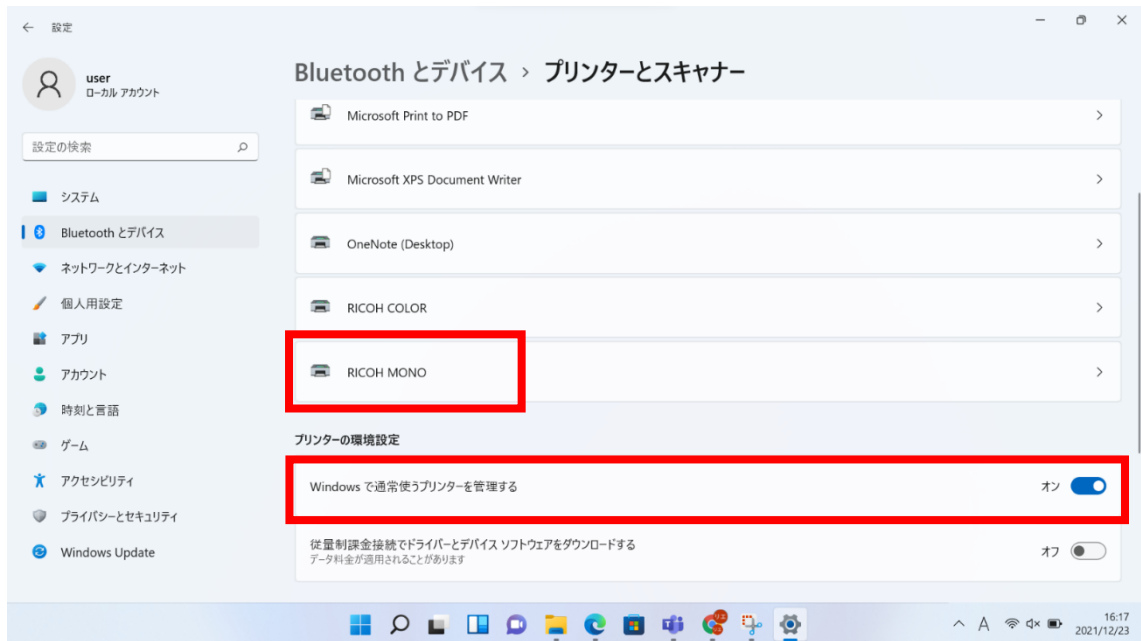 設定
user
ローカル アカウント
設定の検索
システム
Bluetooth とデバイス
ネットワークとインターネット
個人用設定
アプリ
アカウント
時刻と言語
ゲーム
アクセシビリティ
プライバシーとセキュリティ
Windows Update
Bluetooth とデバイス › プリンターとスキャナー
Microsoft Print to PDF
Microsoft XPS Document Writer
OneNote (Desktop)
RICOH COLOR
RICOH MONO
プリンターの環境設定
Windows で通常使うプリンターを管理する オン
従量制課金接続でドライバーとデバイス ソフトウェアをダウンロードする オフ
データ料金が適用されることがあります
リエ
A
16:17
2021/12/23